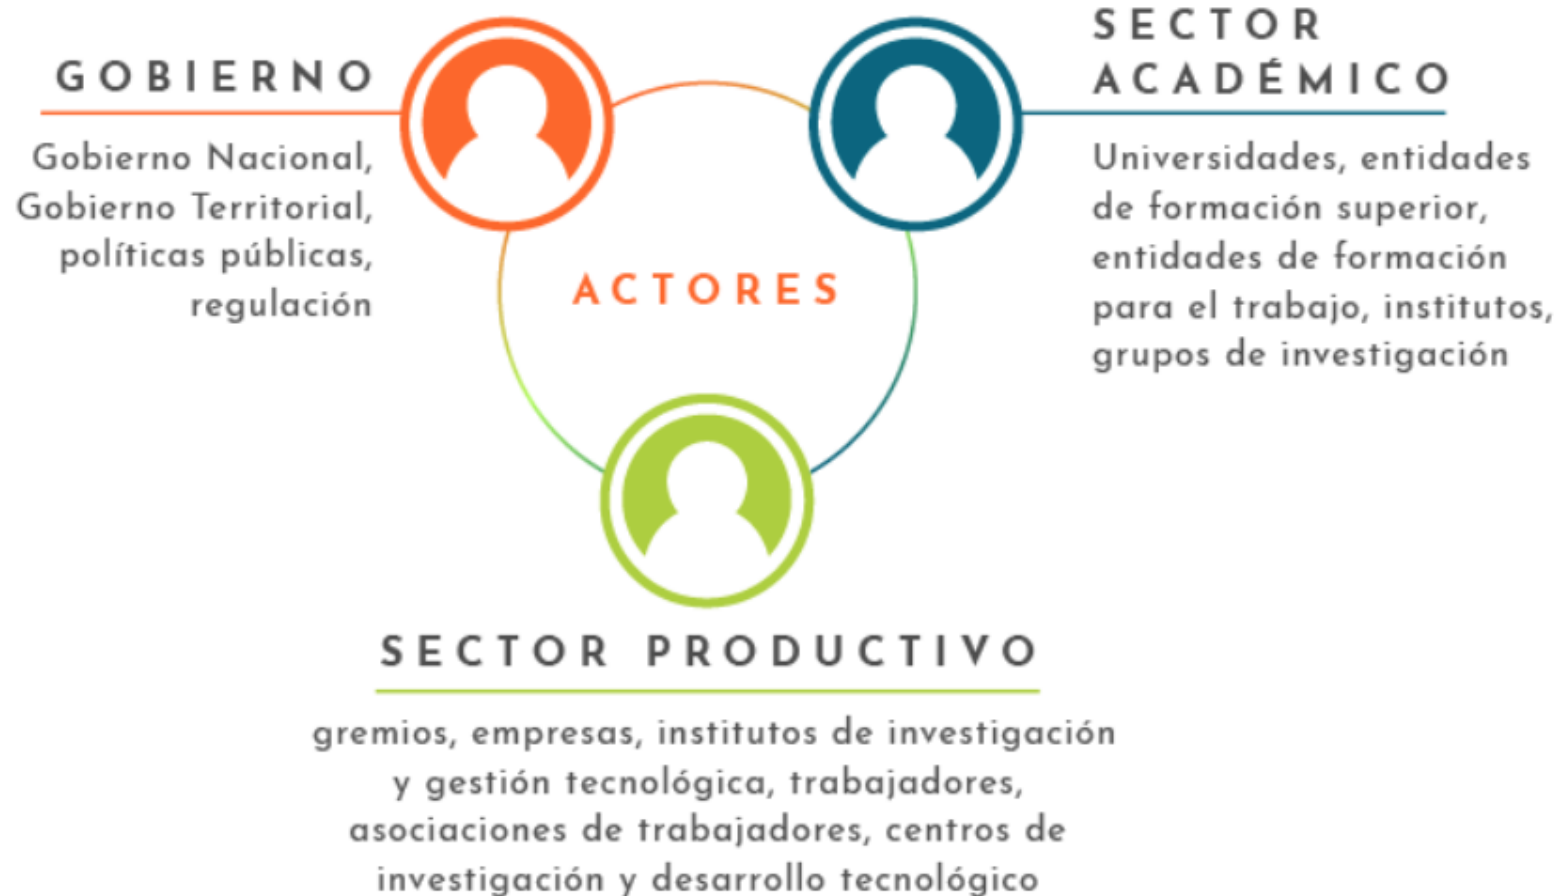 GOBIERNO
Gobierno Nacional,
Gobierno Territorial,
políticas públicas,
regulación
SECTOR
ACADÉMICO
Universidades, entidades
de formación superior,
entidades de formación
para el trabajo, institutos,
grupos de investigación
ACTORES
SECTOR PRODUCTIVO
gremios, empresas, institutos de investigación
y gestión tecnológica, trabajadores,
asociaciones de trabajadores, centros de
investigación y desarrollo tecnológico